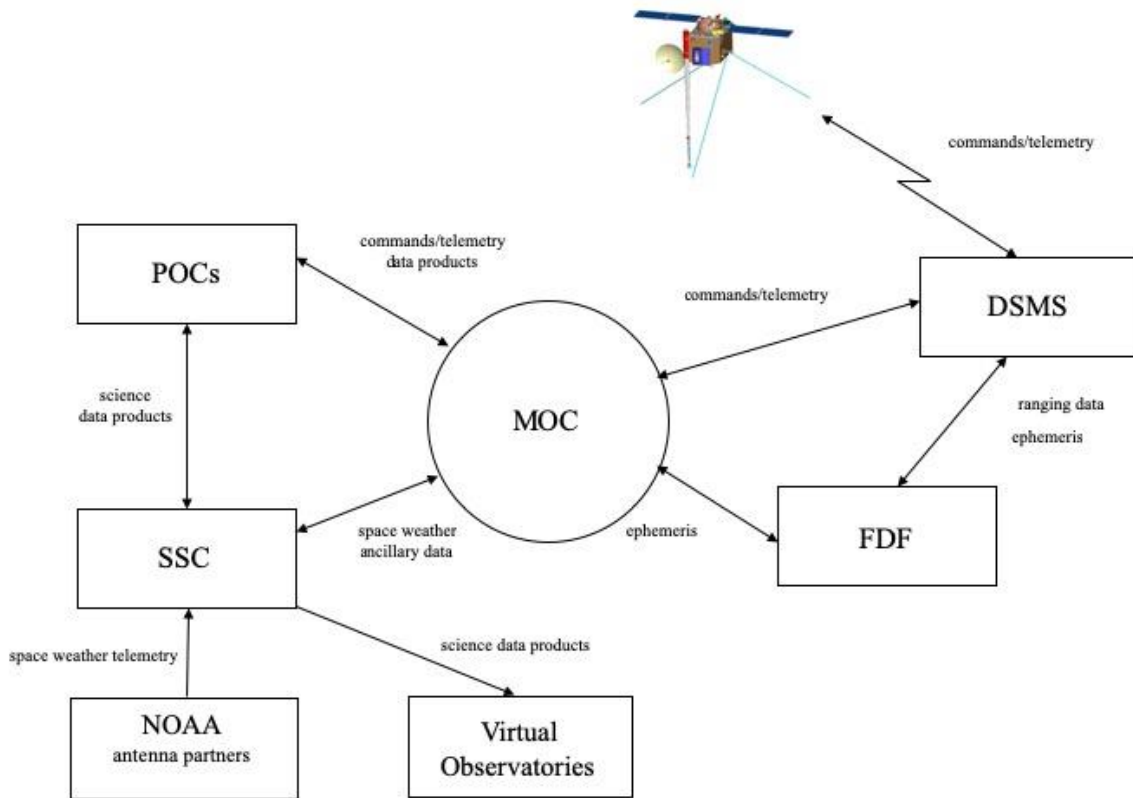 commands/telemetry
commands/telemetry
data products
POCs
commands/telemetry
DSMS
science
data products
MOC
ranging data
ephemeris
space weather
ancillary data
ephemeris
SSC
FDF
space weather telemetry
science data products
NOAA
antenna partners
Virtual
Observatories